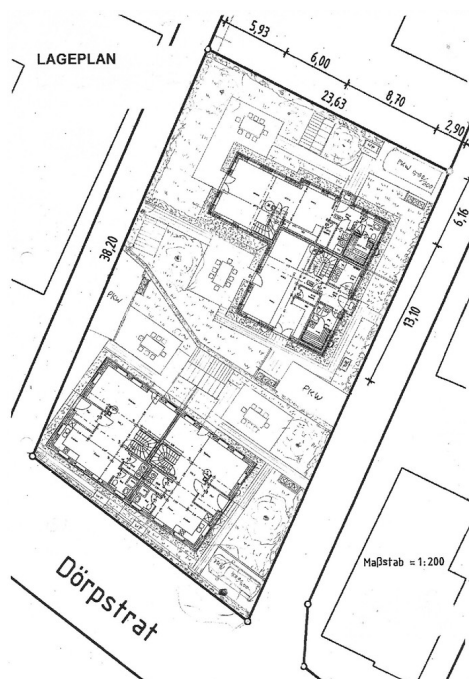 LAGEPLAN
5,93
6,00
23,63
8,70
2,90
6,16
38,20
13,10
PKW
PKW
Maßstab = 1:200
Dörpstrat